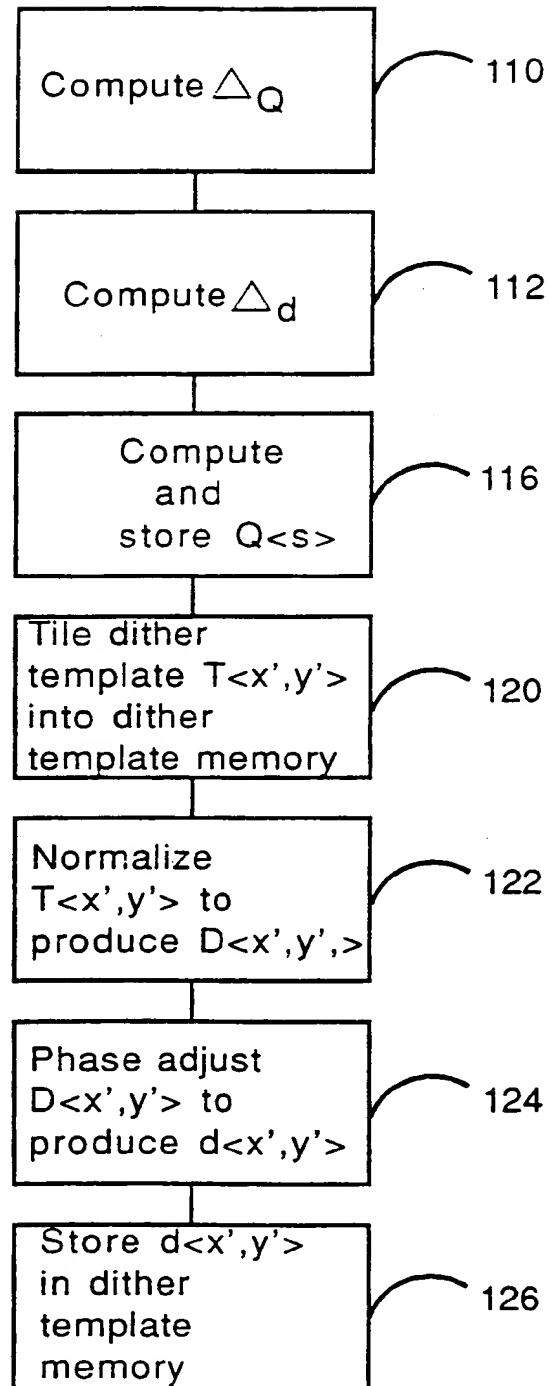 Compute △Q
110
Compute △d
112
Compute
and
store Q<s>
116
Tile dither
template T<x',y'>
into dither
template memory
120
Normalize
T<x',y'> to
produce D<x',y',>
122
Phase adjust
D<x',y'> to
produce d<x',y'>
124
Store d<x',y'>
in dither
template
memory
126